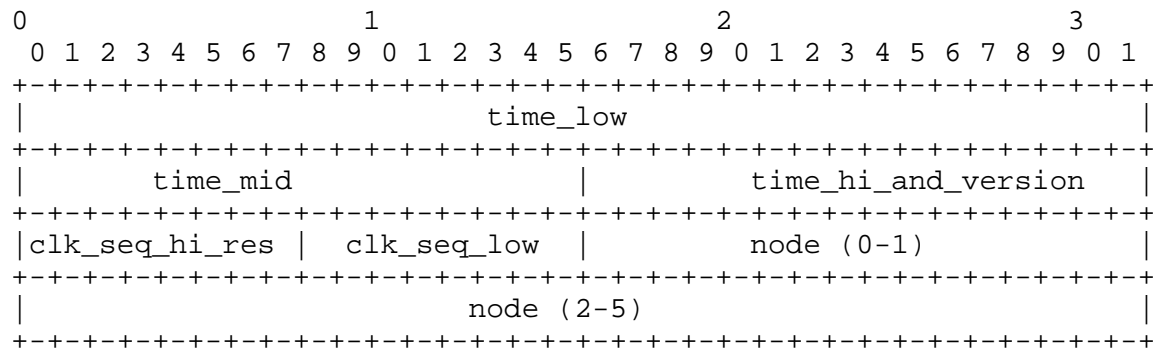 0                   1                   2                   3
 0 1 2 3 4 5 6 7 8 9 0 1 2 3 4 5 6 7 8 9 0 1 2 3 4 5 6 7 8 9 0 1
+-+-+-+-+-+-+-+-+-+-+-+-+-+-+-+-+-+-+-+-+-+-+-+-+-+-+-+-+-+-+-+-+
|                          time_low                             |
+-+-+-+-+-+-+-+-+-+-+-+-+-+-+-+-+-+-+-+-+-+-+-+-+-+-+-+-+-+-+-+-+
|       time_mid                |         time_hi_and_version   |
+-+-+-+-+-+-+-+-+-+-+-+-+-+-+-+-+-+-+-+-+-+-+-+-+-+-+-+-+-+-+-+-+
|clk_seq_hi_res |  clk_seq_low  |         node (0-1)            |
+-+-+-+-+-+-+-+-+-+-+-+-+-+-+-+-+-+-+-+-+-+-+-+-+-+-+-+-+-+-+-+-+
|                         node (2-5)                            |
+-+-+-+-+-+-+-+-+-+-+-+-+-+-+-+-+-+-+-+-+-+-+-+-+-+-+-+-+-+-+-+-+